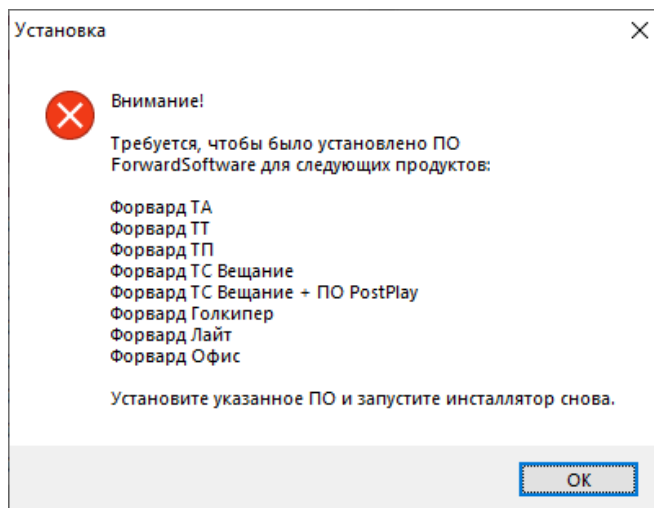 Установка
Внимание!
Требуется, чтобы было установлено ПО
ForwardSoftware для следующих продуктов:
Форвард ТА
Форвард ТТ
Форвард ТП
Форвард ТС Вещание
Форвард ТС Вещание + ПО PostPlay
Форвард Голкипер
Форвард Лайт
Форвард Офис
Установите указанное ПО и запустите инсталлятор снова.
ОК